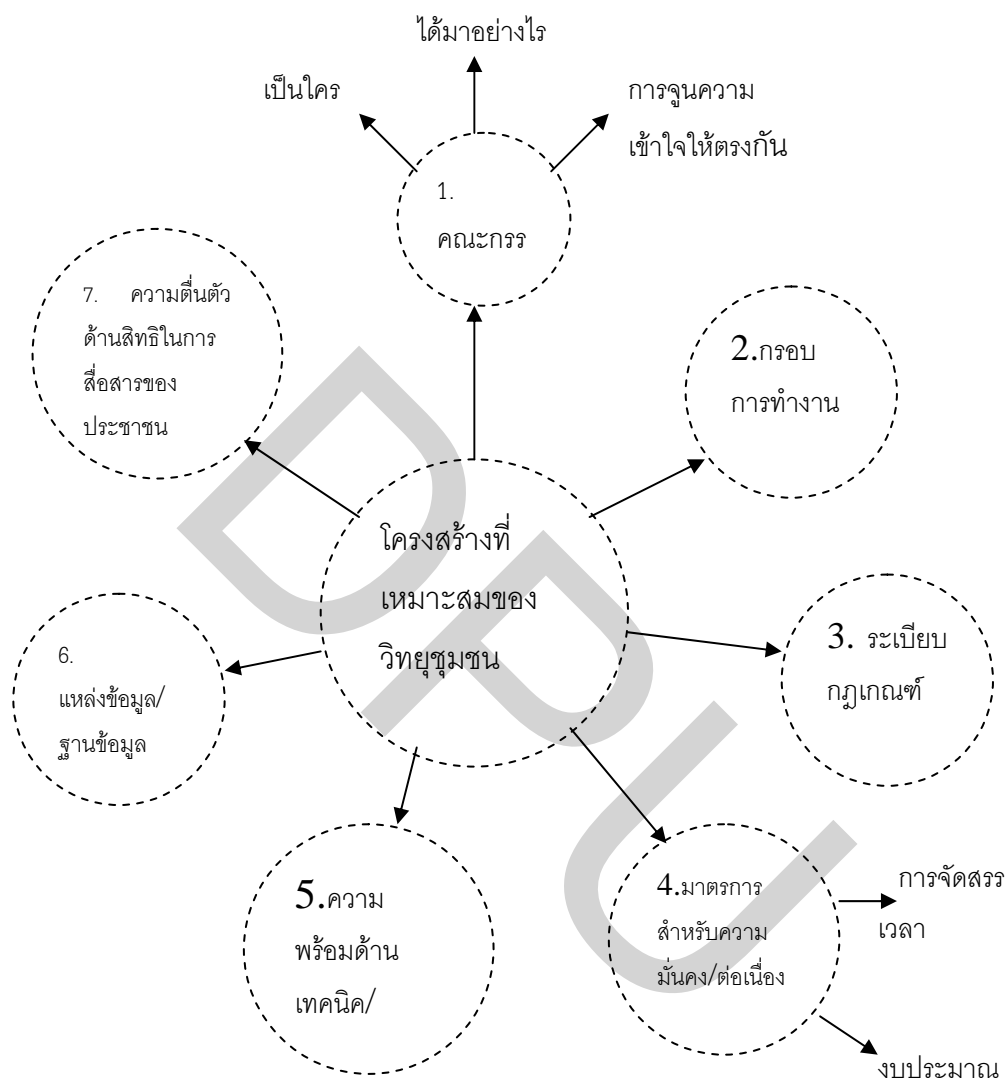 ได้มาอย่างไร
เป็นใคร
การจูนความ
เข้าใจให้ตรงกัน
1.
คณะกรร
7. ความตื่นตัว
ด้านสิทธิในการ
สื่อสารของ
ประชาชน
2.กรอบ
การทำงาน
โครงสร้างที่
เหมาะสมของ
วิทยุชุมชน
3. ระเบียบ
กฎเกณฑ์
6.
แหล่งข้อมูล/
ฐานข้อมูล
5.ความ
พร้อมด้าน
เทคนิค/
4.มาตรการ
สำหรับความ
มั่นคง/ต่อเนื่อง
การจัดสรร
เวลา
งบประมาณ
DPU